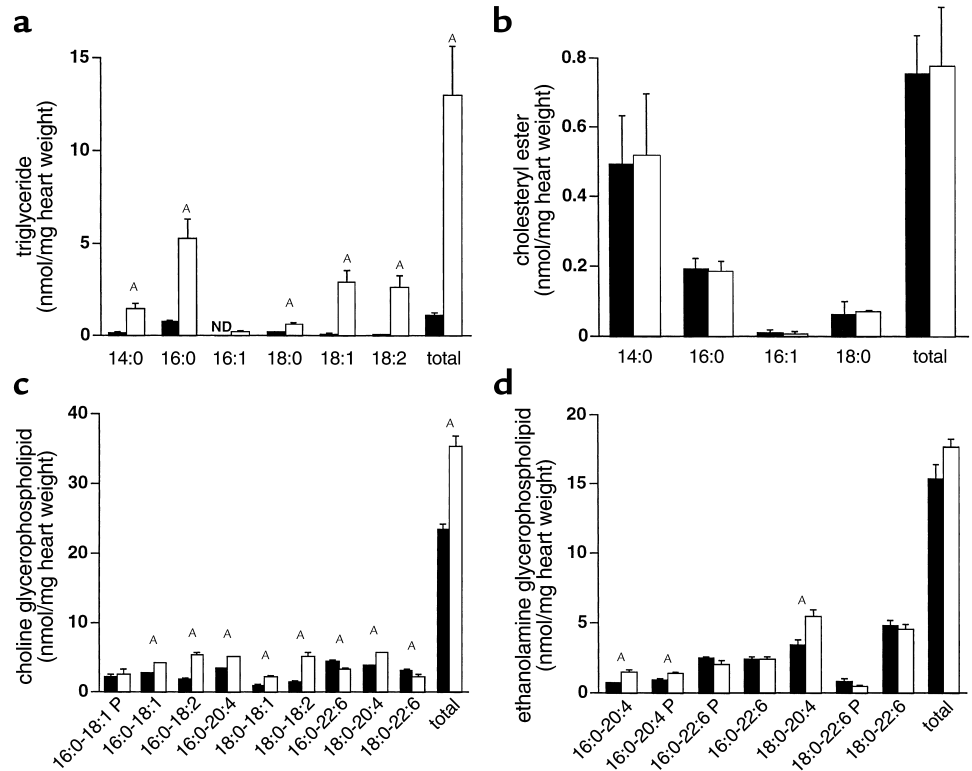 a
triglyceride
(nmol/mg heart weight)
15
10
5
0
A
A
ND
A
A
A
A
14:0 16:0 16:1 18:0 18:1 18:2 total
b
cholesteryl ester
(nmol/mg heart weight)
0.8
0.6
0.4
0.2
0
14:0 16:0 16:1 18:0 total
c
choline glycerophospholipid
(nmol/mg heart weight)
40
30
20
10
0
A
A
A
A
A
A
A
A
A
16:0-18:1 P
16:0-18:1
16:0-18:2
16:0-20:4
18:0-18:1
18:0-18:2
16:0-22:6
18:0-20:4
18:0-22:6
total
d
ethanolamine glycerophospholipid
(nmol/mg heart weight)
20
15
10
5
0
A
A
A
16:0-20:4
16:0-20:4 P
16:0-22:6 P
16:0-22:6
18:0-20:4
18:0-22:6 P
18:0-22:6
total